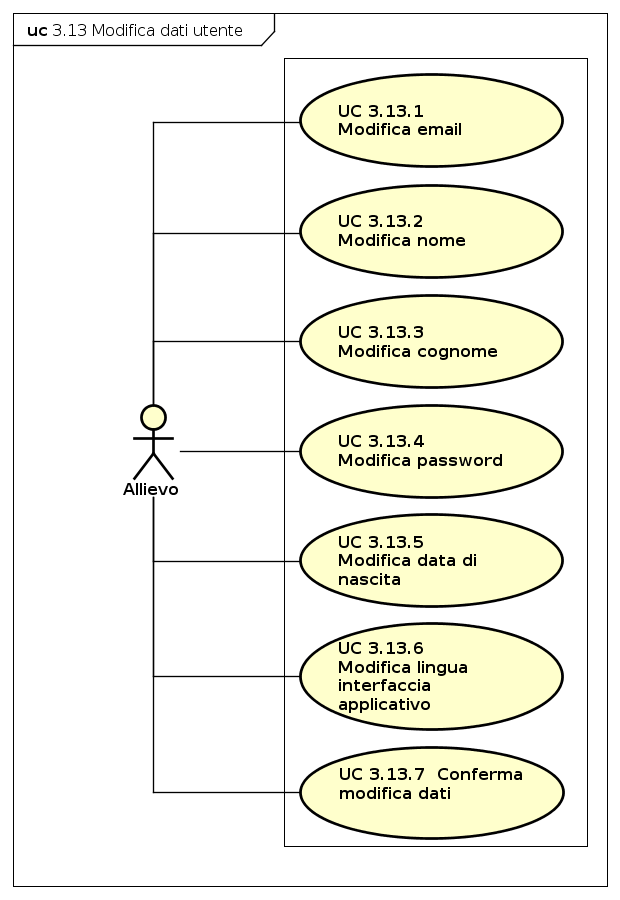 uc 3.13 Modifica dati utente
UC 3.13.1
Modifica email
UC 3.13.2
Modifica nome
UC 3.13.3
Modifica cognome
UC 3.13.4
Modifica password
Allievo
UC 3.13.5
Modifica data di
nascita
UC 3.13.6
Modifica lingua
interfaccia
applicativo
UC 3.13.7  Conferma
modifica dati